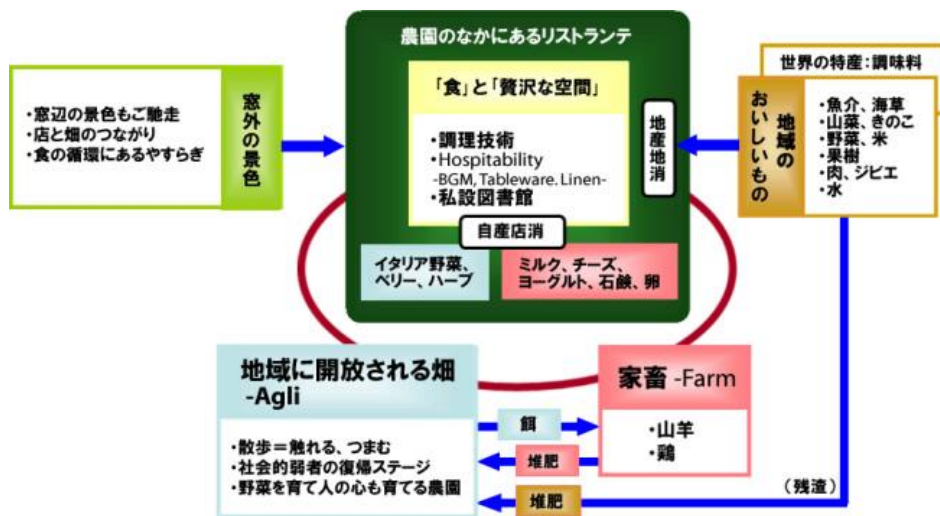 農園のなかにあるリストランテ
世界の特産:調味料
「食」と「贅沢な空間」
・調理技術
・Hospitability
-BGM, Tableware. Linen-
・私設図書館
地産地消
自産店消
イタリア野菜、
ベリー、ハーブ
ミルク、チーズ、
ヨーグルト、石鹸、卵
・窓辺の景色もご馳走
・店と畑のつながり
・食の循環にあるやすらぎ
窓外の景色
地域の
おいしいもの
・魚介、海草
・山菜、きのこ
・野菜、米
・果樹
・肉、ジビエ
・水
地域に開放される畑
-Agli
・散歩=触れる、つまむ
・社会的弱者の復帰ステージ
・野菜を育て人の心も育てる農園
家畜 -Farm
・山羊
・鶏
餌
堆肥
堆肥
(残渣)